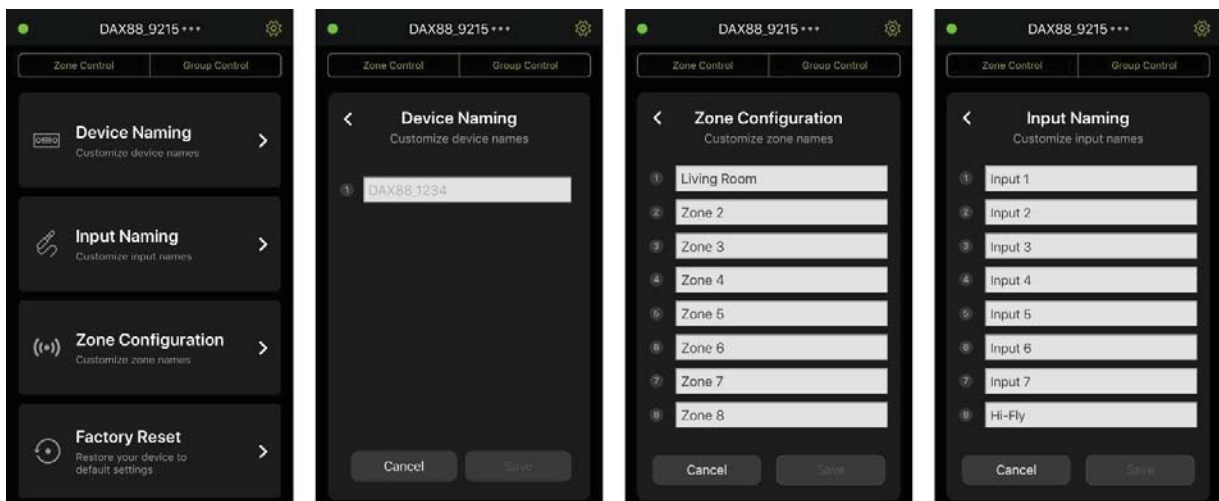 DAX88_9215•••
Zone Control Group Control
Device Naming
Customize device names
Input Naming
Customize input names
Zone Configuration
Customize zone names
Factory Reset
Restore your device to
default settings
DAX88_9215•••
Zone Control Group Control
Device Naming
Customize device names
1 DAX88_1234
Cancel Save
DAX88_9215•••
Zone Control Group Control
Zone Configuration
Customize zone names
1 Living Room
2 Zone 2
3 Zone 3
4 Zone 4
5 Zone 5
6 Zone 6
7 Zone 7
8 Zone 8
Cancel Save
DAX88_9215•••
Zone Control Group Control
Input Naming
Customize input names
1 Input 1
2 Input 2
3 Input 3
4 Input 4
5 Input 5
6 Input 6
7 Input 7
8 Hi-Fly
Cancel Save